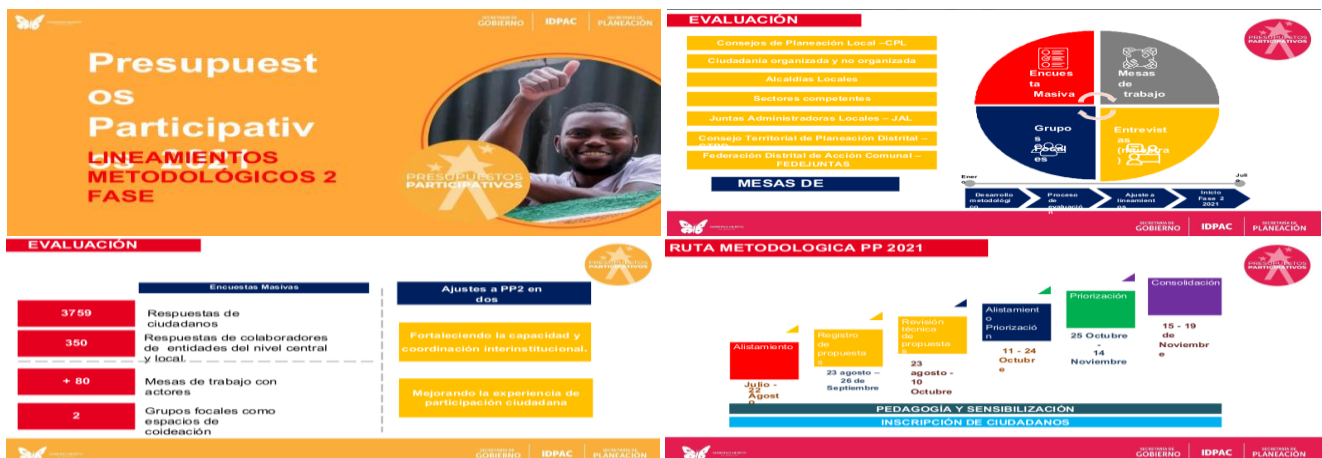 SECRETARÍA DE
GOBIERNO
IDPAC
SECRETARÍA DE
PLANEACIÓN
Presupuest
os
Participativ
LINEAMIENTOS
METODOLÓGICOS 2
FASE
PRESUPUESTOS
PARTICIPATIVOS
EVALUACIÓN
PRESUPUESTOS
PARTICIPATIVOS
Consejos de Planeación Local –CPL
Ciudadanía organizada y no organizada
Alcaldías Locales
Sectores competentes
Juntas Administradoras Locales – JAL
Consejo Territorial de Planeación Distrital –
Federación Distrital de Acción Comunal –
FEDEJUNTAS
MESAS DE
Encues
ta
Masiva
Mesas
de
trabajo
Grupo
s
es
Entrevis
tas
Ener
Julio
Desarrollo
metodológi
co
Proceso
de
evaluación
Ajuste a
lineamient
os
Inicio
Fase 2
2021
SECRETARÍA DE
GOBIERNO
IDPAC
SECRETARÍA DE
PLANEACIÓN
EVALUACIÓN
PRESUPUESTOS
PARTICIPATIVOS
Encuestas Masivas
3759
Respuestas de
ciudadanos
350
Respuestas de colaboradores
de entidades del nivel central
y local.
+ 80
Mesas de trabajo con
actores
2
Grupos focales como
espacios de
coideación
Ajustes a PP2 en
dos
Fortaleciendo la capacidad y
coordinación interinstitucional.
Mejorando la experiencia de
participación ciudadana
SECRETARÍA DE
GOBIERNO
IDPAC
SECRETARÍA DE
PLANEACIÓN
RUTA METODOLOGICA PP 2021
PRESUPUESTOS
PARTICIPATIVOS
Alistamiento
Julio -
22
Agost
o
Registro
de
propuesta
s
23 agosto –
26 de
Septiembre
Revisión
técnica
de
propuesta
s
23
agosto -
10
Octubre
Alistamient
o
Priorizació
n
11 - 24
Octubr
e
Priorización
25 Octubre
-
14
Noviembre
Consolidación
15 - 19
de
Noviembr
e
PEDAGOGÍA Y SENSIBILIZACIÓN
INSCRIPCIÓN DE CIUDADANOS
SECRETARÍA DE
GOBIERNO
IDPAC
SECRETARÍA DE
PLANEACIÓN